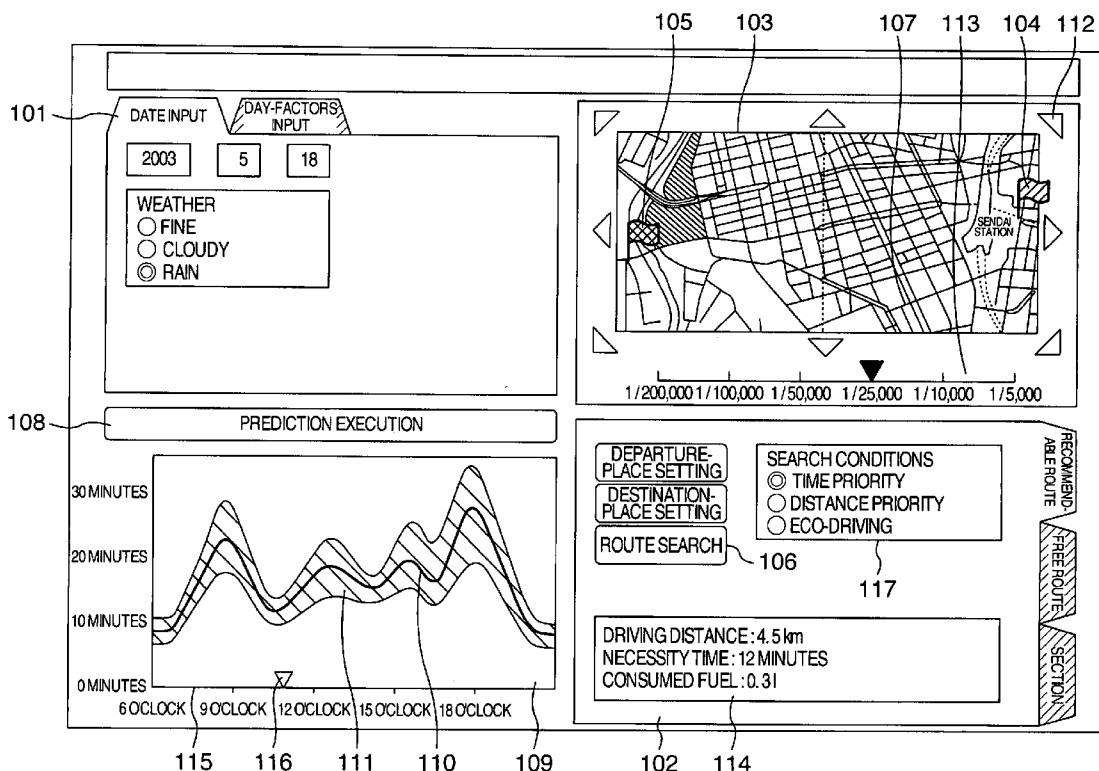 105 103 107 113 104 112
101
DATE INPUT
DAY-FACTORS
INPUT
2003 5 18
WEATHER
FINE
CLOUDY
RAIN
SENDAI
STATION
1/200,000 1/100,000 1/50,000 1/25,000 1/10,000 1/5,000
108
PREDICTION EXECUTION
30 MINUTES
20 MINUTES
10 MINUTES
0 MINUTES
6 O'CLOCK 9 O'CLOCK 12 O'CLOCK 15 O'CLOCK 18 O'CLOCK
DEPARTURE-
PLACE SETTING
DESTINATION-
PLACE SETTING
ROUTE SEARCH
106
SEARCH CONDITIONS
TIME PRIORITY
DISTANCE PRIORITY
ECO-DRIVING
117
RECOMMEND-
ABLE ROUTE
FREE ROUTE
SECTION
DRIVING DISTANCE : 4.5 km
NECESSITY TIME : 12 MINUTES
CONSUMED FUEL : 0.3 l
115 116 111 110 109 102 114